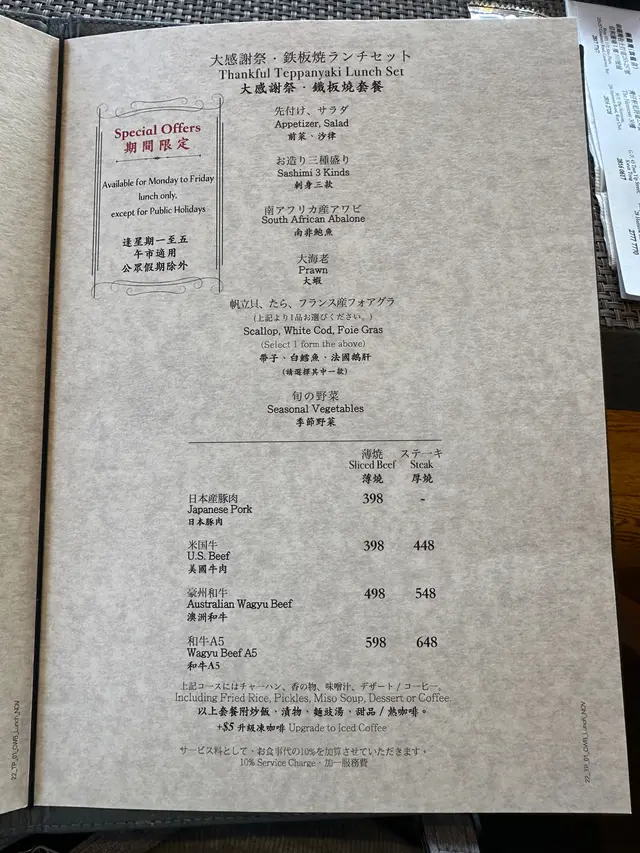 大感謝祭・鉄板焼ランチセット
Thankful Teppanyaki Lunch Set
大感謝祭・鐵板燒套餐
Special Offers
期間限定
Available for Monday to Friday
lunch only,
except for Public Holidays
逢星期一至五
午市適用
公眾假期除外
先付け、サラダ
Appetizer, Salad
前菜、沙律
お造り三種盛り
Sashimi 3 Kinds
刺身三款
南アフリカ産アワビ
South African Abalone
南非鮑魚
大海老
Prawn
大蝦
帆立貝、たら、フランス産フォアグラ
(上記より1品お選びください。)
Scallop, White Cod, Foie Gras
(Select 1 form the above)
帶子、白鱈魚、法國鵝肝
(請選擇其中一款)
旬の野菜
Seasonal Vegetables
季節野菜
薄焼 ステーキ
Sliced Beef Steak
薄燒 厚燒
日本産豚肉
Japanese Pork 398 -
日本豚肉
米国牛
U.S. Beef 398 448
美國牛肉
豪州和牛
Australian Wagyu Beef 498 548
澳洲和牛
和牛A5
Wagyu Beef A5 598 648
和牛A5
上記コースにはチャーハン、香の物、味噌汁、デザート / コーヒー。
Including Fried Rice, Pickles, Miso Soup, Dessert or Coffee.
以上套餐附炒飯、漬物、麵豉湯、甜品 / 熱咖啡。
+$5 升級凍咖啡 Upgrade to Iced Coffee
サービス料として、お食事代の10%を加算させていただきます。
10% Service Charge・加一服務費
22_TP_01_CWB_Lunch_NOV
22_TP_01_CWB_Lunch_NOV
2771 7770